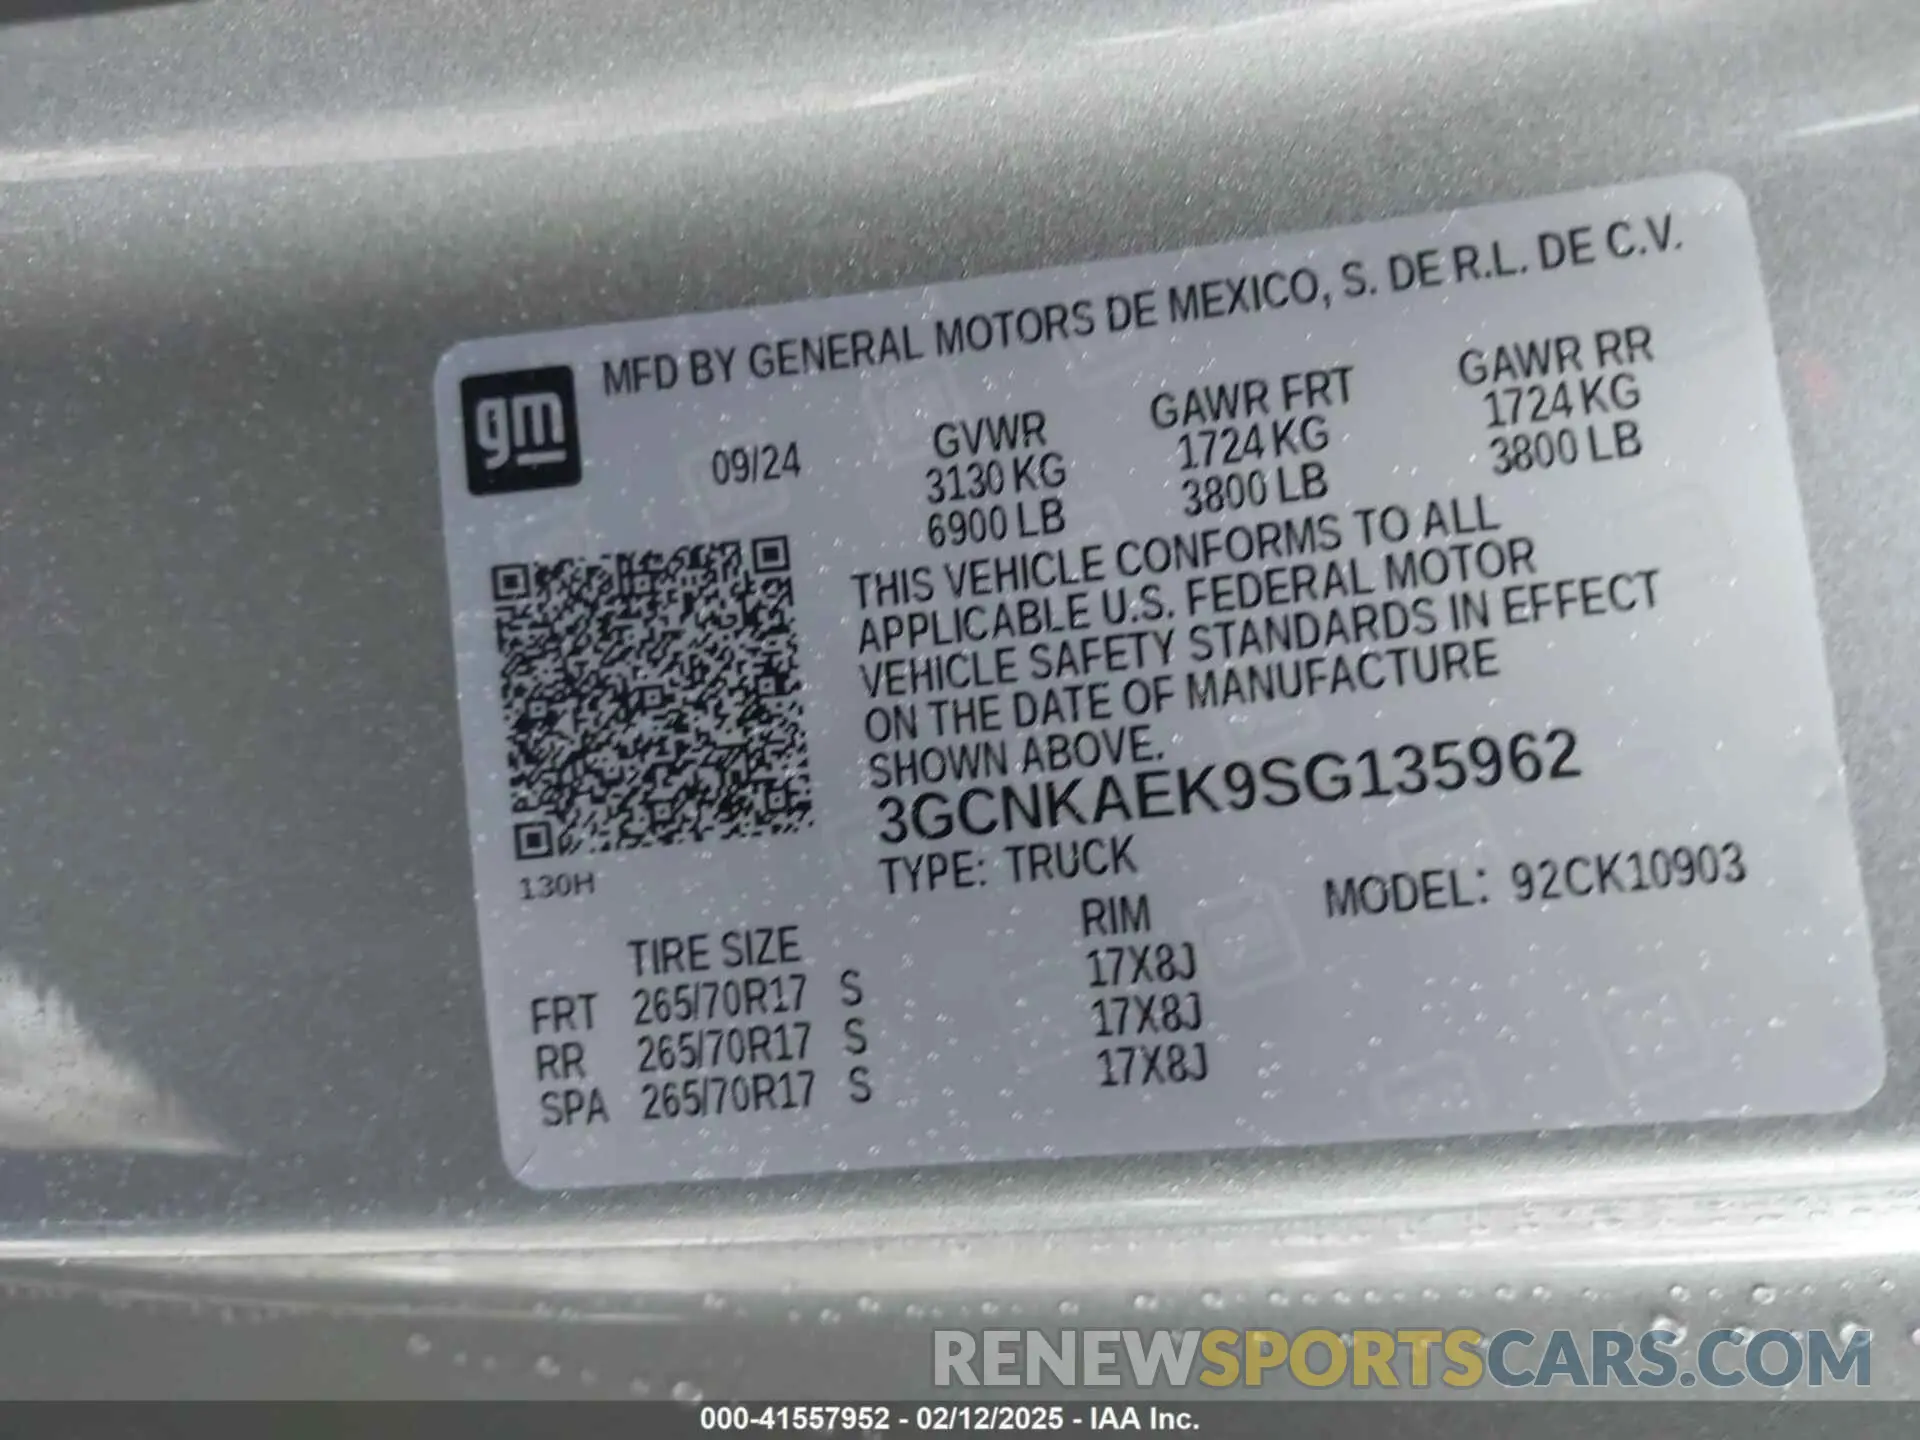 gm
MFD BY GENERAL MOTORS DE MEXICO, S. DE R.L. DE C.V.
09/24
GVWR
3130 KG
6900 LB
GAWR FRT
1724 KG
3800 LB
GAWR RR
1724 KG
3800 LB
THIS VEHICLE CONFORMS TO ALL
APPLICABLE U.S. FEDERAL MOTOR
VEHICLE SAFETY STANDARDS IN EFFECT
ON THE DATE OF MANUFACTURE
SHOWN ABOVE.
3GCNKAEK9SG135962
TYPE: TRUCK
MODEL: 92CK10903
130H
TIRE SIZE RIM
FRT 265/70R17 S 17X8J
RR 265/70R17 S 17X8J
SPA 265/70R17 S 17X8J
RENEWSPORTSCARS.COM
000-41557952 - 02/12/2025 - IAA Inc.